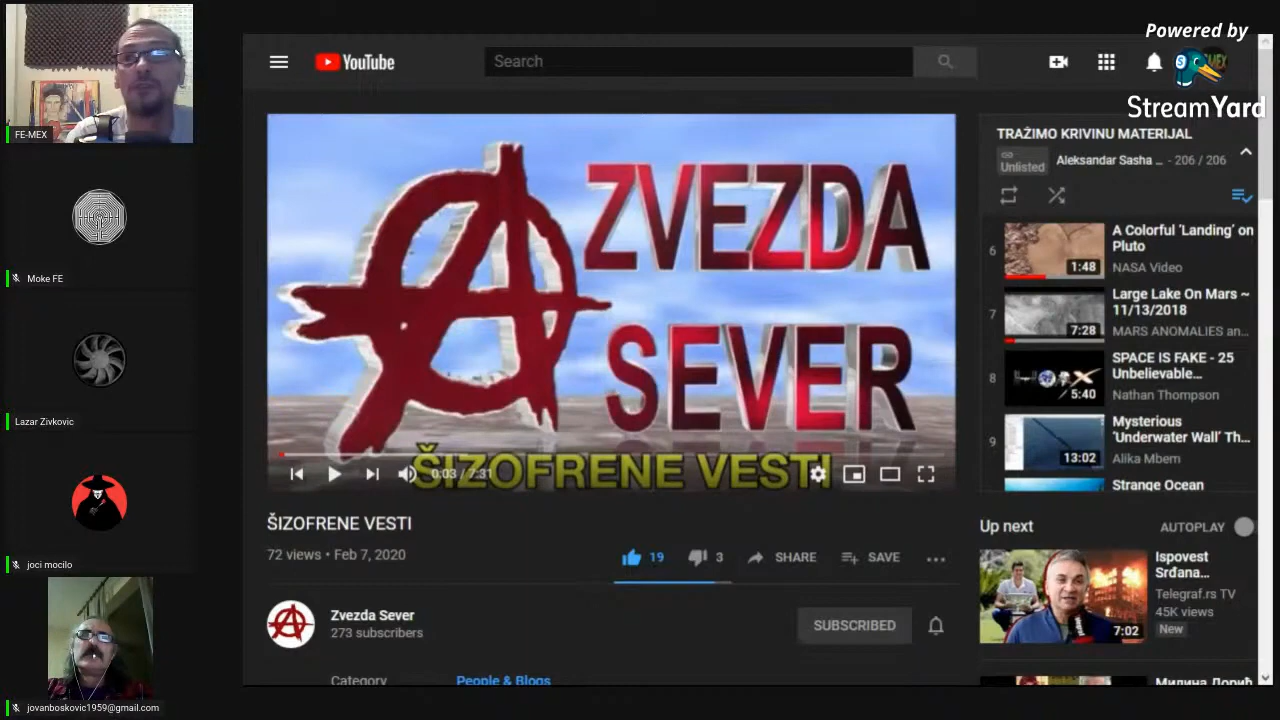 Powered by
StreamYard
YouTube
Search
FE-MEX
Moke FE
Lazar Zivkovic
joci mocilo
jovanboskovic1959@gmail.com
ZVEZDA
SEVER
ŠIZOFRENE VESTI
0:03 / 7:31
ŠIZOFRENE VESTI
72 views • Feb 7, 2020
19
3
SHARE
SAVE
Zvezda Sever
273 subscribers
SUBSCRIBED
Category
People & Blogs
TRAŽIMO KRIVINU MATERIJAL
Unlisted
Aleksandar Sasha ... - 206 / 206
6
A Colorful 'Landing' on
Pluto
NASA Video
1:48
7
Large Lake On Mars ~
11/13/2018
MARS ANOMALIES an...
7:28
8
SPACE IS FAKE - 25
Unbelievable...
Nathan Thompson
5:40
9
Mysterious
'Underwater Wall' Th...
Alika Mbem
13:02
Strange Ocean
Up next
AUTOPLAY
Ispovest
Srđana...
Telegraf.rs TV
45K views
New
7:02
Милина Дорић